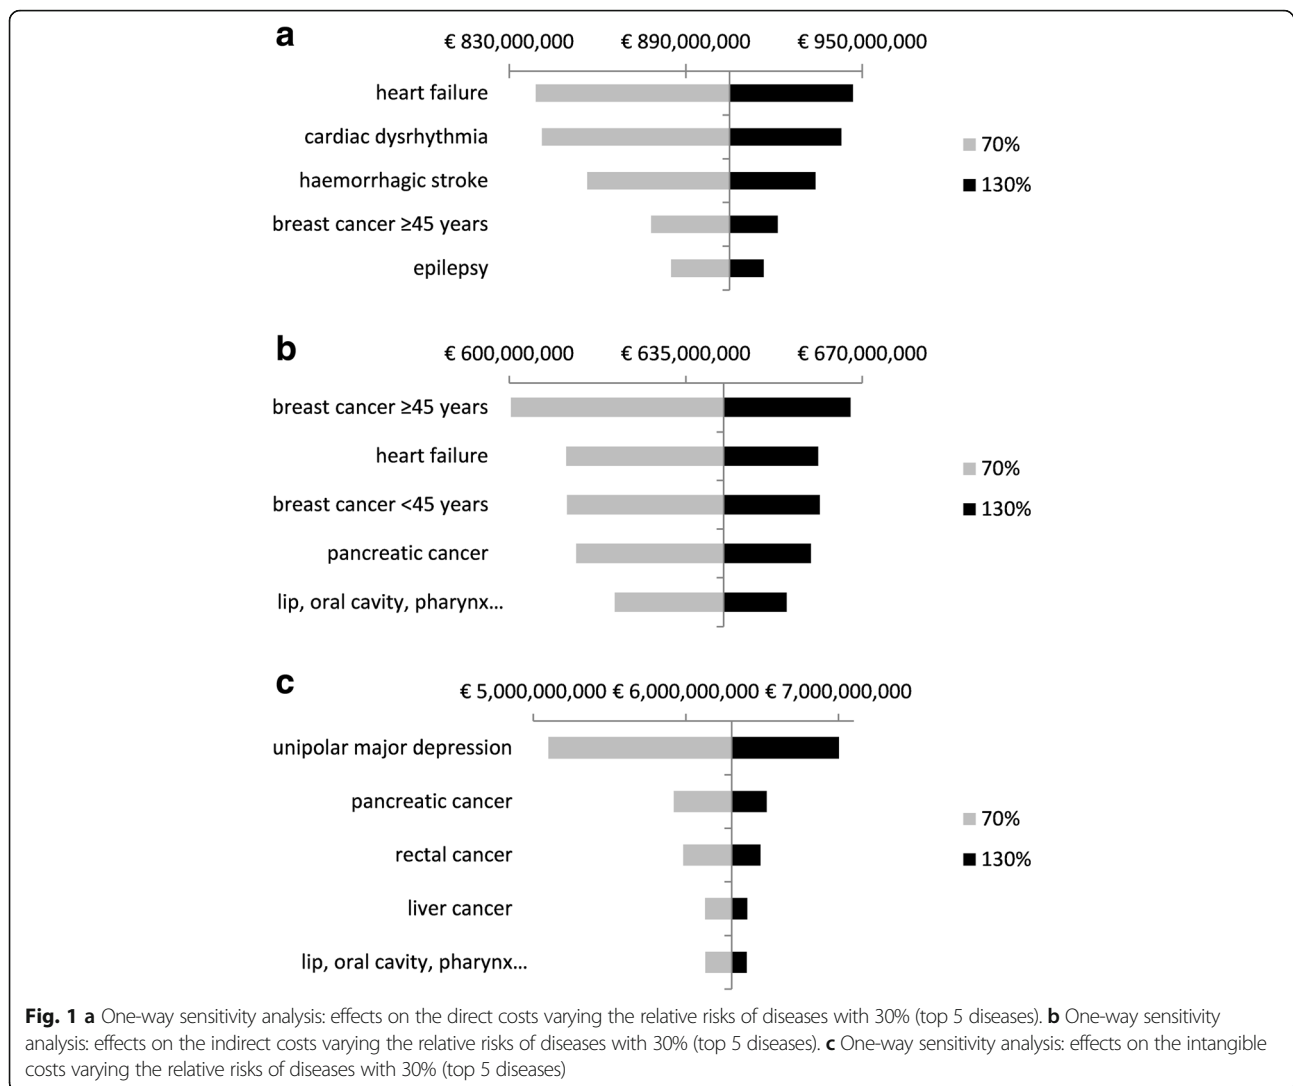 a
€ 830,000,000 € 890,000,000 € 950,000,000
heart failure
cardiac dysrhythmia
haemorrhagic stroke
breast cancer ≥45 years
epilepsy
70%
130%
b
€ 600,000,000 € 635,000,000 € 670,000,000
breast cancer ≥45 years
heart failure
breast cancer <45 years
pancreatic cancer
lip, oral cavity, pharynx...
70%
130%
c
€ 5,000,000,000 € 6,000,000,000 € 7,000,000,000
unipolar major depression
pancreatic cancer
rectal cancer
liver cancer
lip, oral cavity, pharynx...
70%
130%
Fig. 1 a One-way sensitivity analysis: effects on the direct costs varying the relative risks of diseases with 30% (top 5 diseases). b One-way sensitivity
analysis: effects on the indirect costs varying the relative risks of diseases with 30% (top 5 diseases). c One-way sensitivity analysis: effects on the intangible
costs varying the relative risks of diseases with 30% (top 5 diseases)